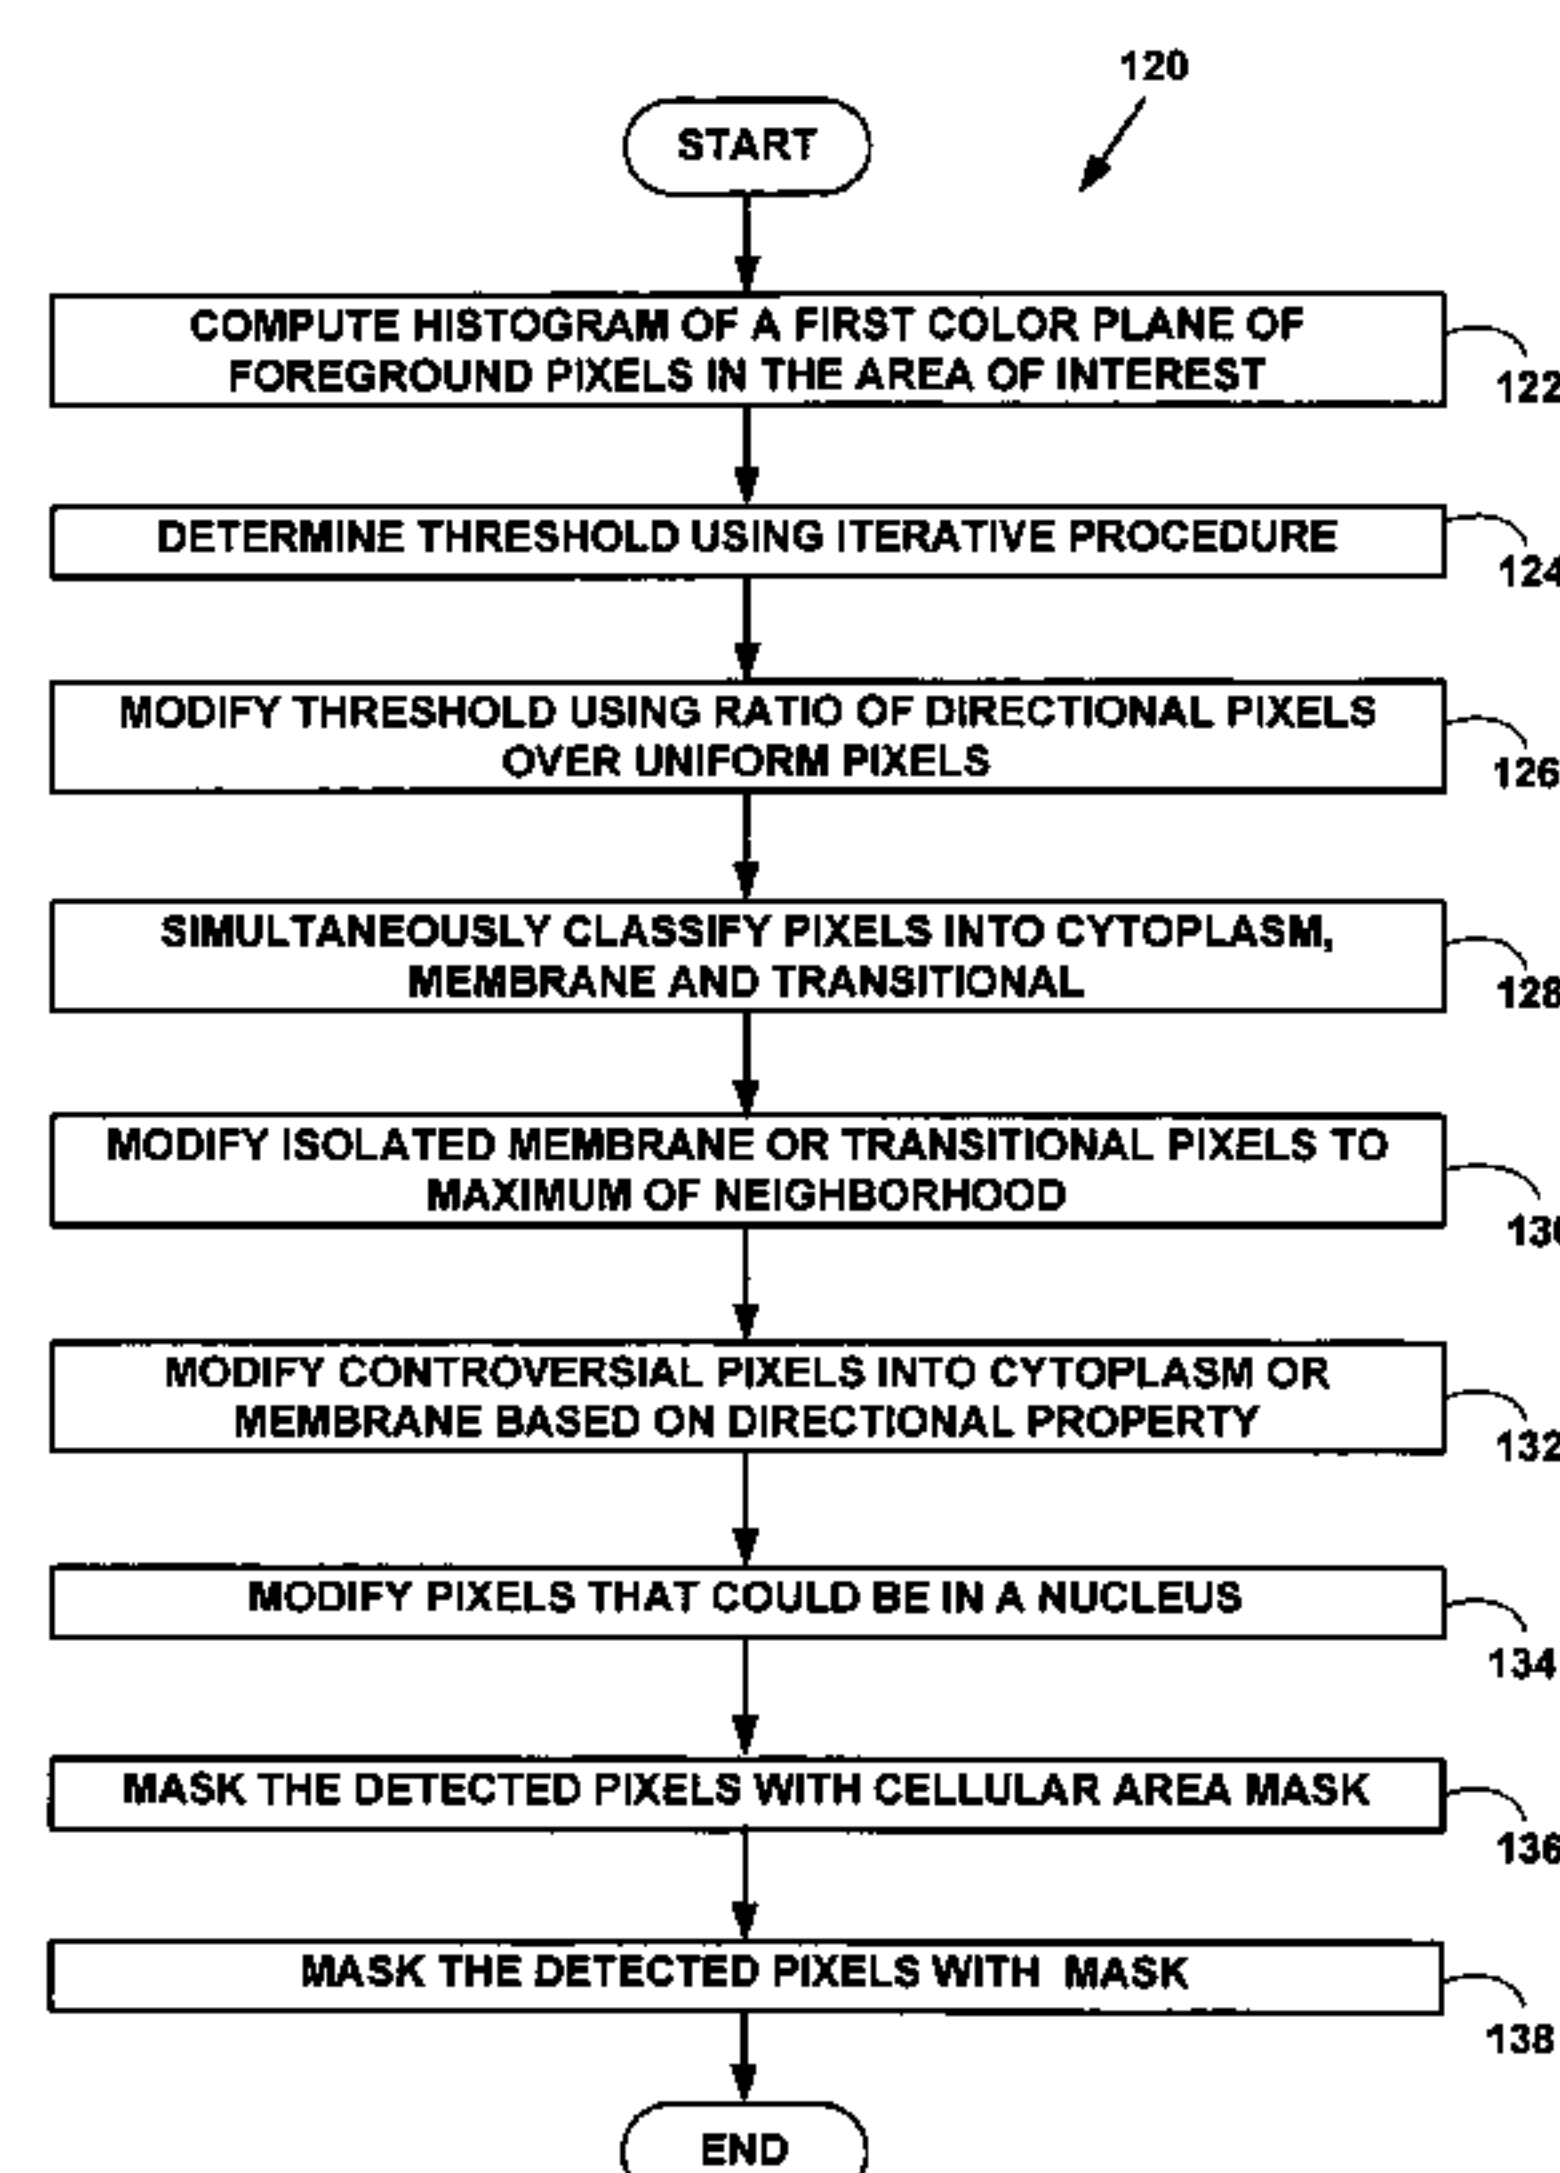 120
START
COMPUTE HISTOGRAM OF A FIRST COLOR PLANE OF
FOREGROUND PIXELS IN THE AREA OF INTEREST
122
DETERMINE THRESHOLD USING ITERATIVE PROCEDURE
124
MODIFY THRESHOLD USING RATIO OF DIRECTIONAL PIXELS
OVER UNIFORM PIXELS
126
SIMULTANEOUSLY CLASSIFY PIXELS INTO CYTOPLASM,
MEMBRANE AND TRANSITIONAL
128
MODIFY ISOLATED MEMBRANE OR TRANSITIONAL PIXELS TO
MAXIMUM OF NEIGHBORHOOD
130
MODIFY CONTROVERSIAL PIXELS INTO CYTOPLASM OR
MEMBRANE BASED ON DIRECTIONAL PROPERTY
132
MODIFY PIXELS THAT COULD BE IN A NUCLEUS
134
MASK THE DETECTED PIXELS WITH CELLULAR AREA MASK
136
MASK THE DETECTED PIXELS WITH MASK
138
END